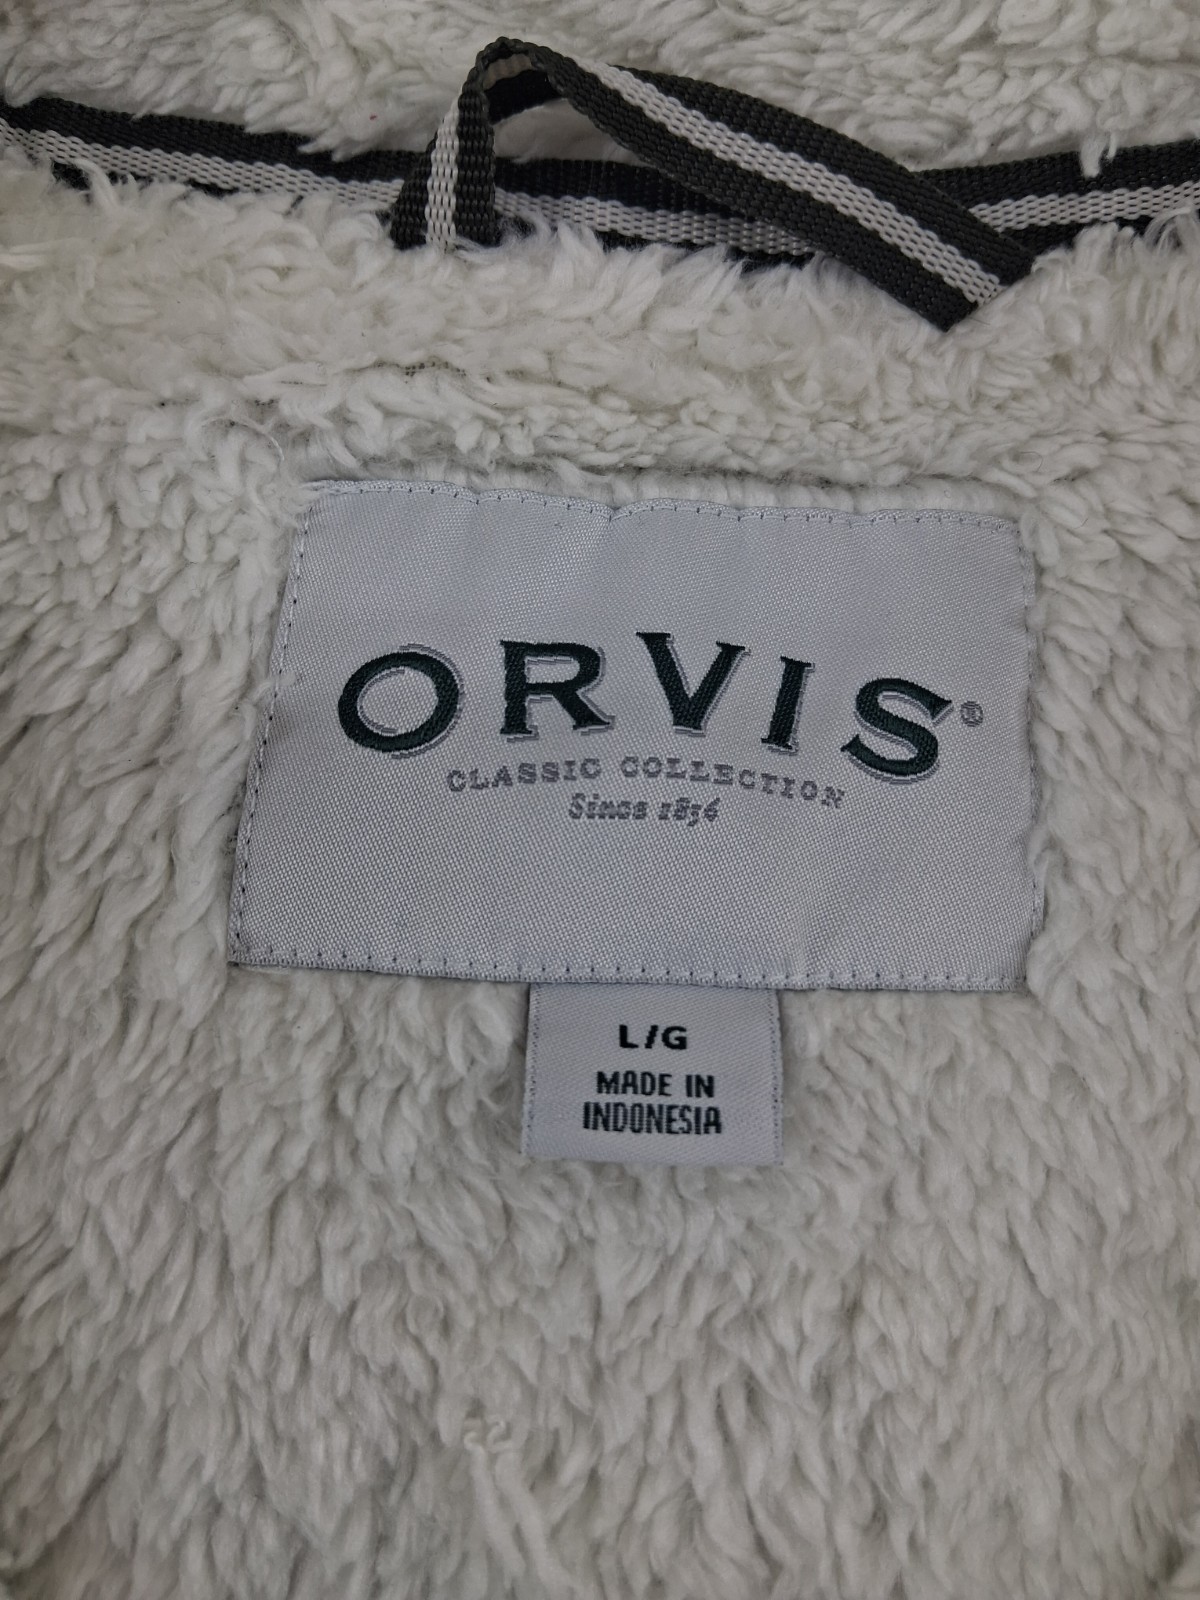 ORVIS®
CLASSIC COLLECTION
Since 1856
L/G
MADE IN
INDONESIA